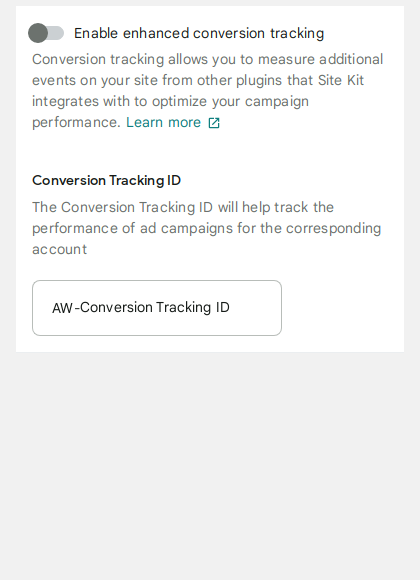 Enable enhanced conversion tracking
Conversion tracking allows you to measure additional
events on your site from other plugins that Site Kit
integrates with to optimize your campaign
performance. Learn more
Conversion Tracking ID
The Conversion Tracking ID will help track the
performance of ad campaigns for the corresponding
account
AW-Conversion Tracking ID